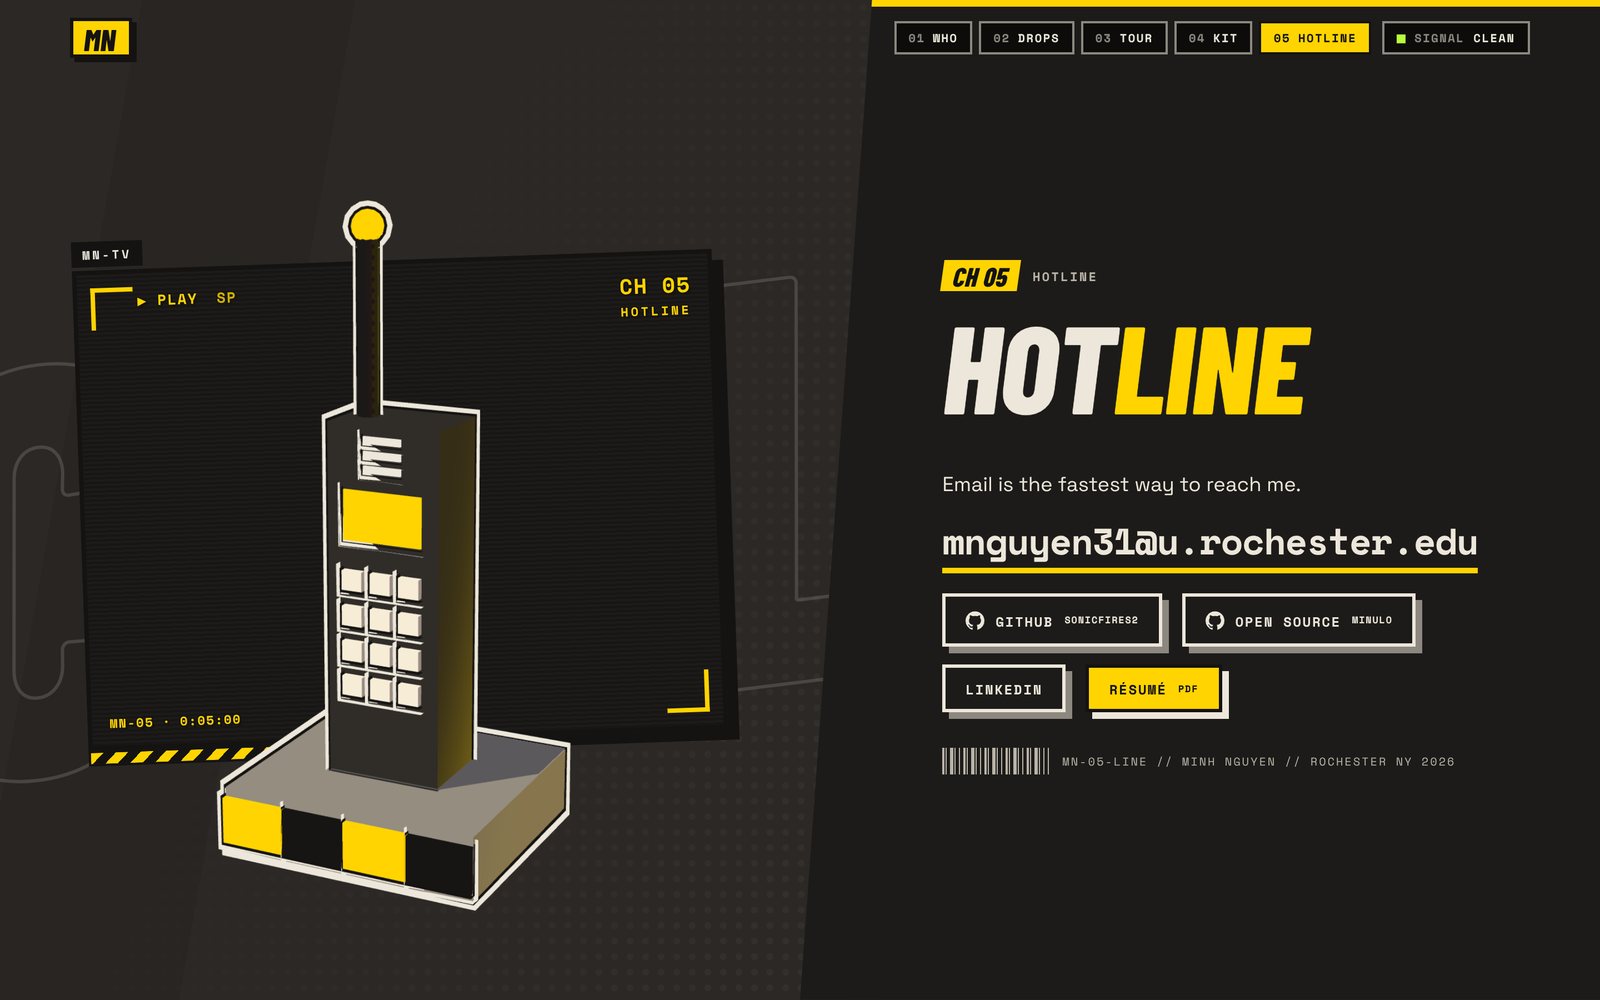 MN
01 WHO
02 DROPS
03 TOUR
04 KIT
05 HOTLINE
SIGNAL CLEAN
MN-TV
▶ PLAY SP
CH 05
HOTLINE
MN-05 · 0:05:00
CH 05 HOTLINE
HOTLINE
Email is the fastest way to reach me.
mnguyen31@u.rochester.edu
GITHUB SONICFIRES2
OPEN SOURCE MINULO
LINKEDIN
RÉSUMÉ PDF
MN-05-LINE // MINH NGUYEN // ROCHESTER NY 2026